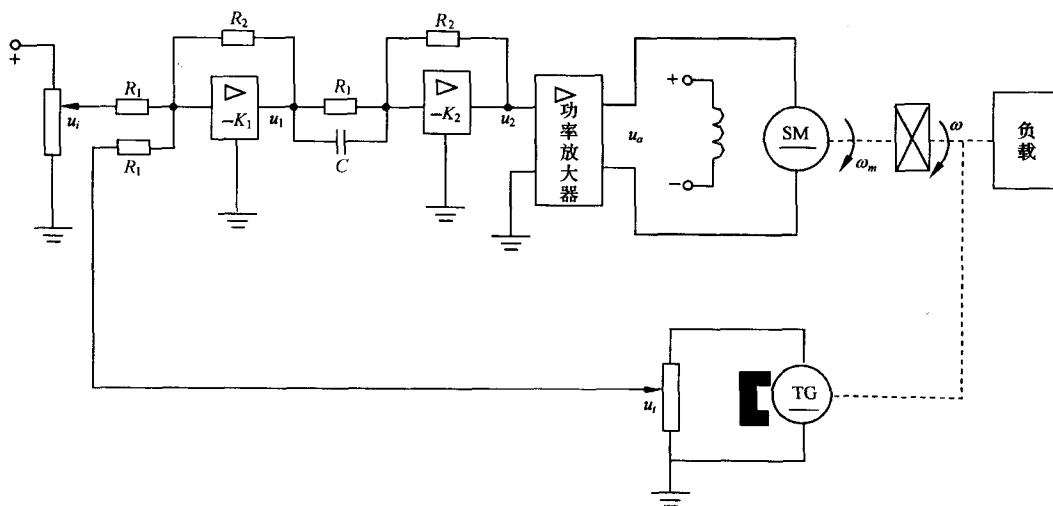 R₂
R₂
+
R₁
▷
−K₁
u₁
R₁
C
▷
−K₂
u₂
▷
功率放大器
uₐ
+
−
SM
ωₘ
ω
负载
uᵢ
R₁
uₜ
TG